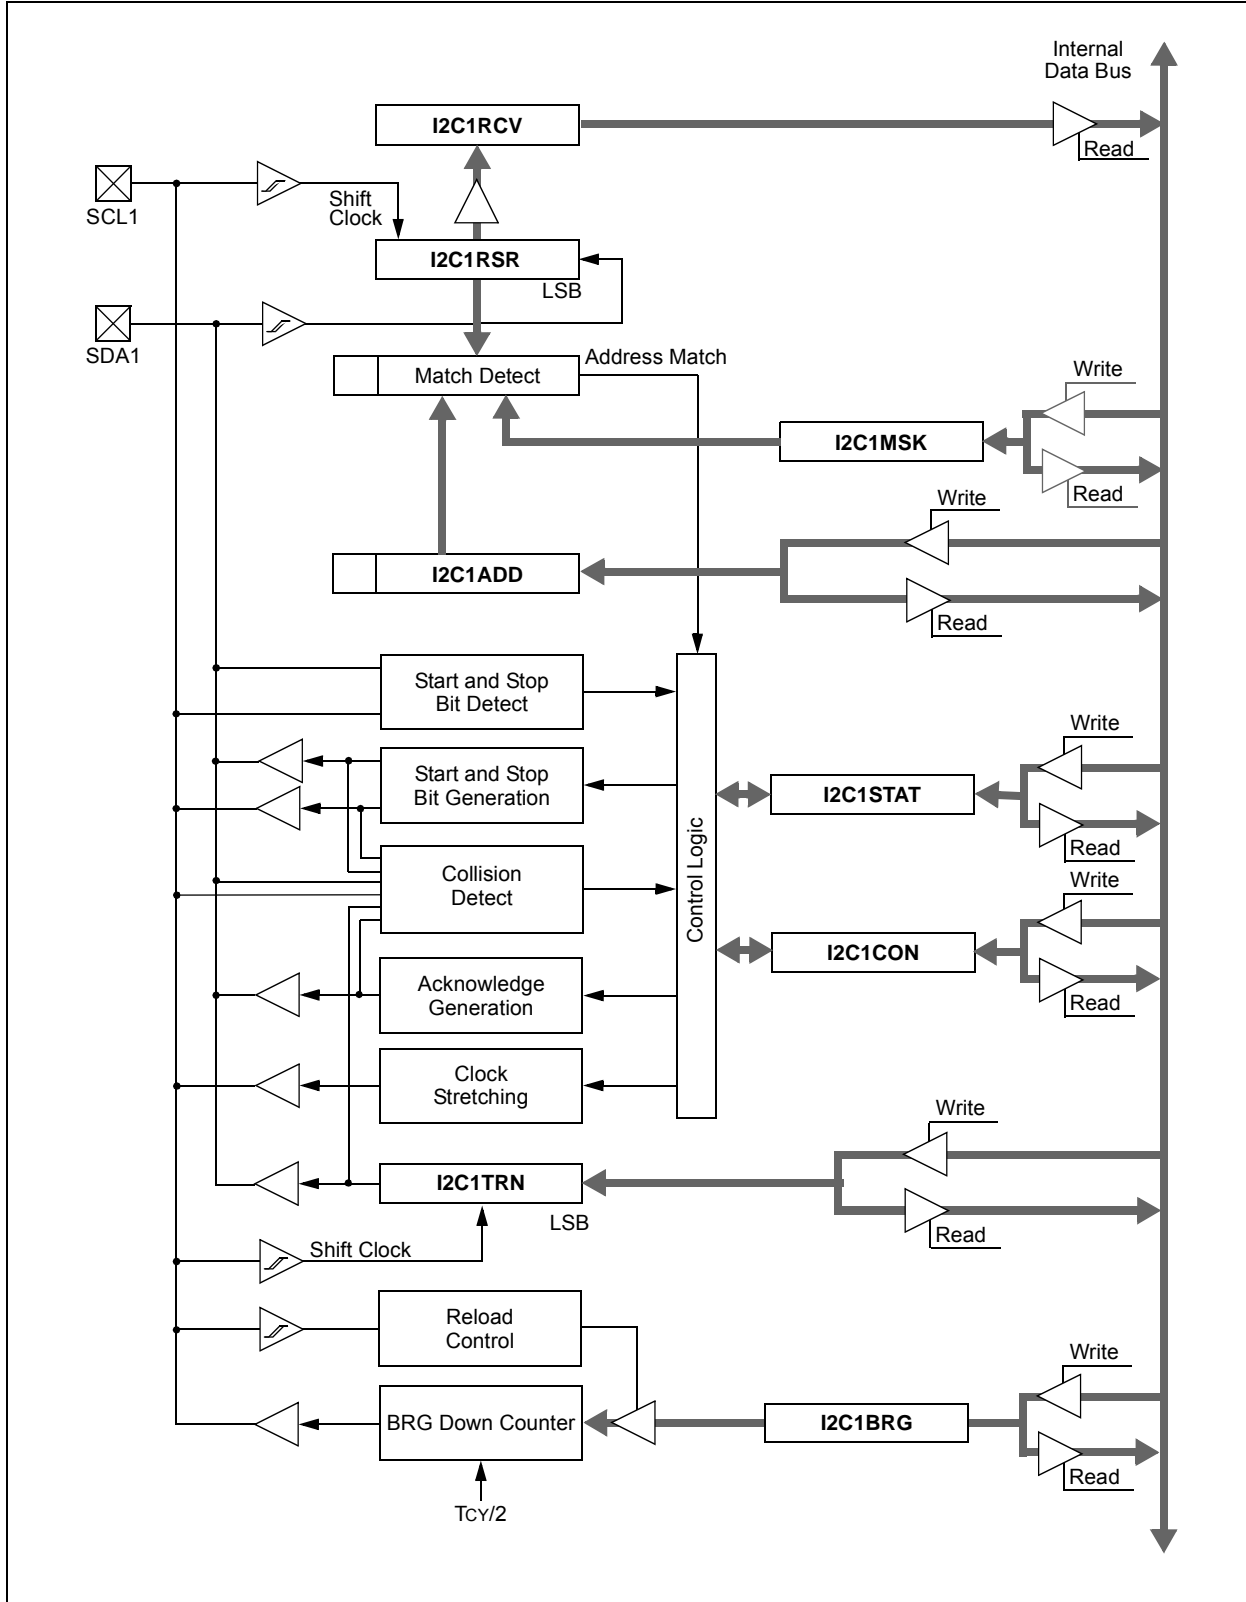 Internal
Data Bus
I2C1RCV
Read
SCL1
Shift
Clock
I2C1RSR
LSB
SDA1
Address Match
Match Detect
Write
I2C1MSK
Read
Write
I2C1ADD
Read
Start and Stop
Bit Detect
Write
Start and Stop
Bit Generation
I2C1STAT
Read
Control Logic
Collision
Detect
Write
I2C1CON
Read
Acknowledge
Generation
Clock
Stretching
Write
I2C1TRN
LSB
Read
Shift Clock
Reload
Control
Write
BRG Down Counter
I2C1BRG
Read
TCY/2